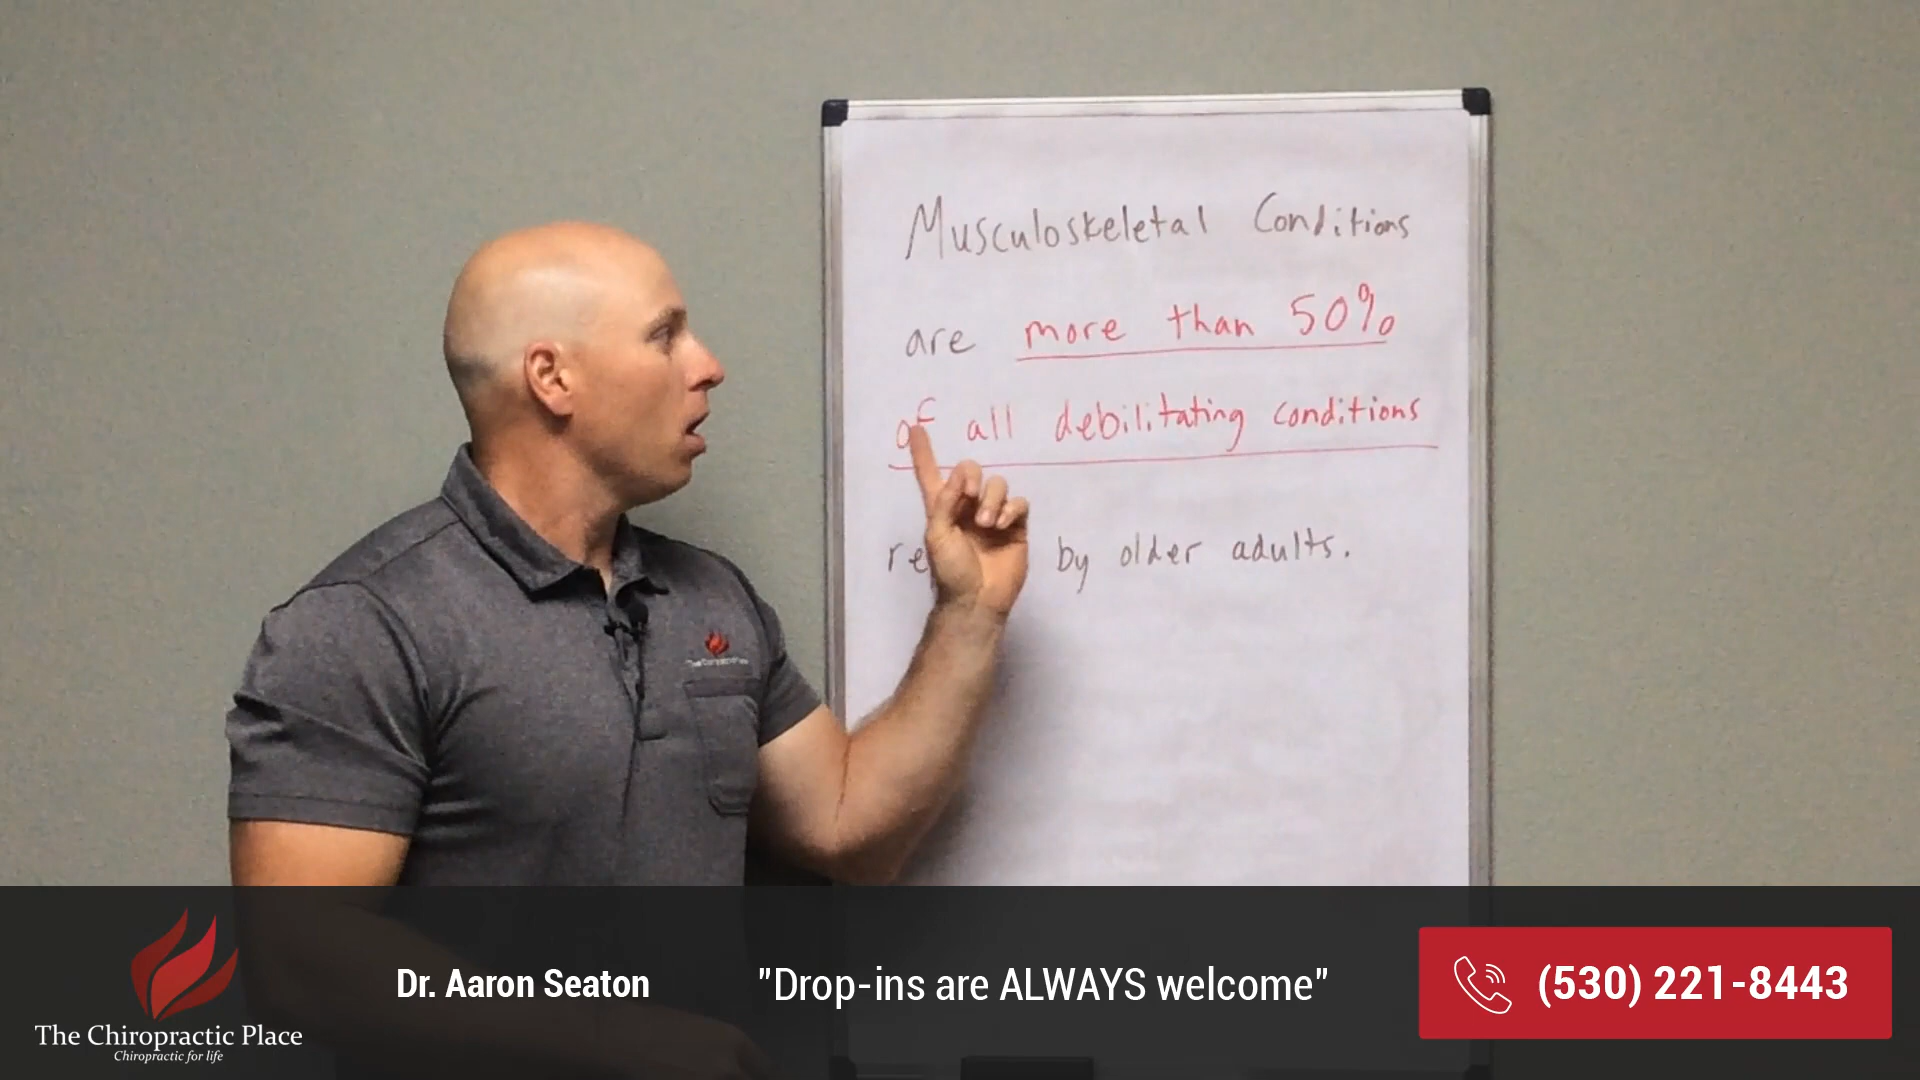 Musculoskeletal Conditions
are more than 50%
of all debilitating conditions
by older adults.
The Chiropractic Place
Chiropractic for life
Dr. Aaron Seaton
"Drop-ins are ALWAYS welcome"
(530) 221-8443